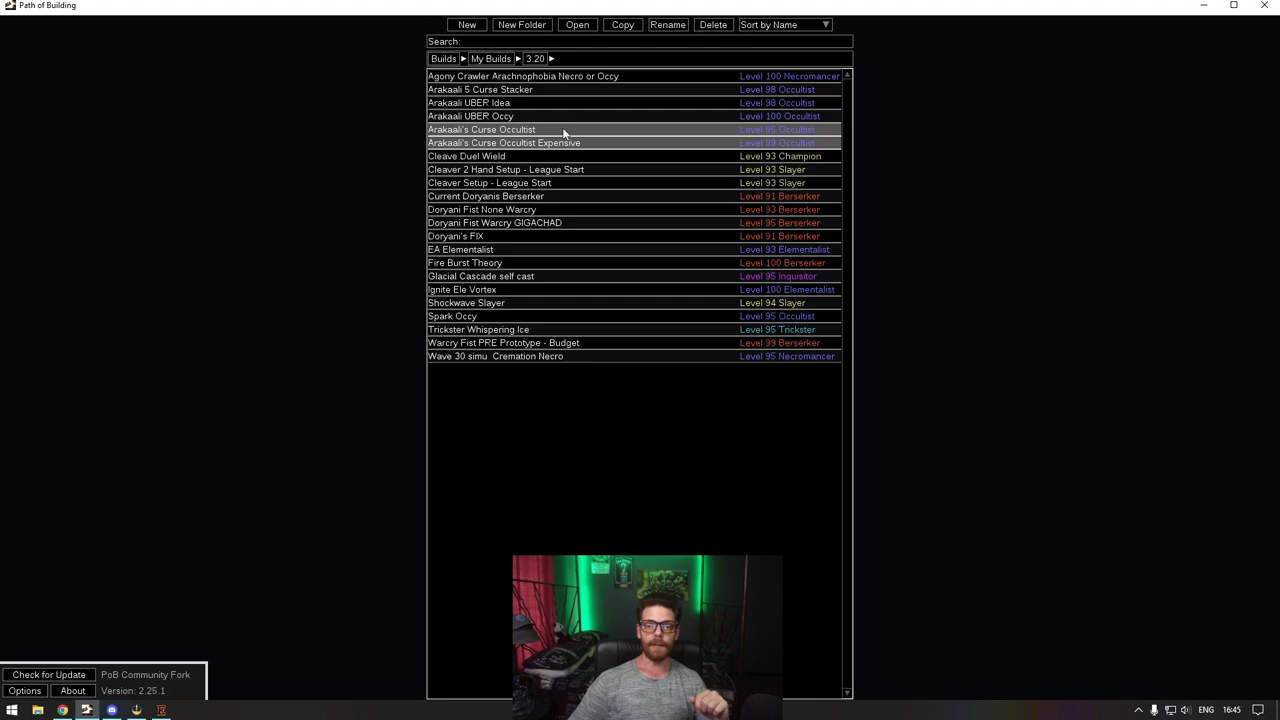 Path of Building
New New Folder Open Copy Rename Delete Sort by Name
Search:
Builds My Builds 3.20
Agony Crawler Arachnophobia Necro or Occy Level 100 Necromancer
Arakaali 5 Curse Stacker Level 98 Occultist
Arakaali UBER Idea Level 98 Occultist
Arakaali UBER Occy Level 100 Occultist
Arakaali's Curse Occultist Level 95 Occultist
Arakaali's Curse Occultist Expensive Level 99 Occultist
Cleave Duel Wield Level 93 Champion
Cleaver 2 Hand Setup - League Start Level 93 Slayer
Cleaver Setup - League Start Level 93 Slayer
Current Doryanis Berserker Level 91 Berserker
Doryani Fist None Warcry Level 93 Berserker
Doryani Fist Warcry GIGACHAD Level 95 Berserker
Doryani's FIX Level 91 Berserker
EA Elementalist Level 93 Elementalist
Fire Burst Theory Level 100 Berserker
Glacial Cascade self cast Level 95 Inquisitor
Ignite Ele Vortex Level 100 Elementalist
Shockwave Slayer Level 94 Slayer
Spark Occy Level 95 Occultist
Trickster Whispering Ice Level 95 Trickster
Warcry Fist PRE Prototype - Budget Level 99 Berserker
Wave 30 simu Cremation Necro Level 95 Necromancer
Check for Update PoB Community Fork
Options About Version: 2.25.1
ENG 16:45